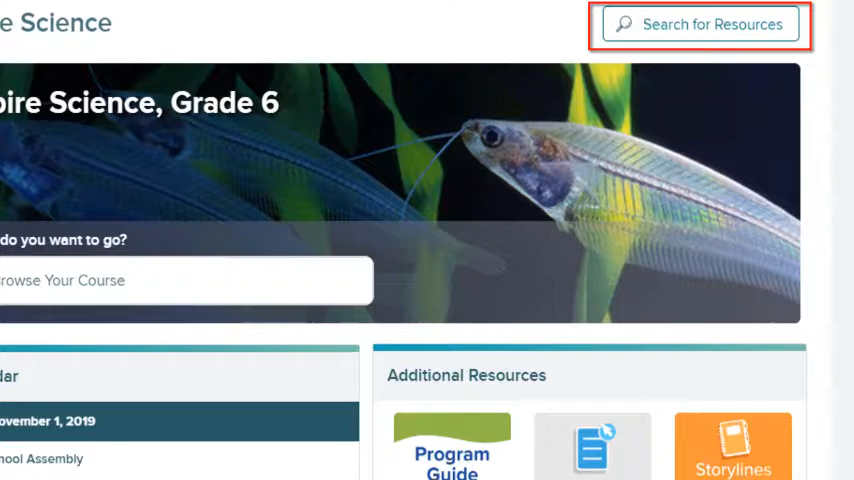 e Science
Search for Resources
pire Science, Grade 6
do you want to go?
rowse Your Course
dar
Additional Resources
ovember 1, 2019
hool Assembly
Program
Guide
Storylines